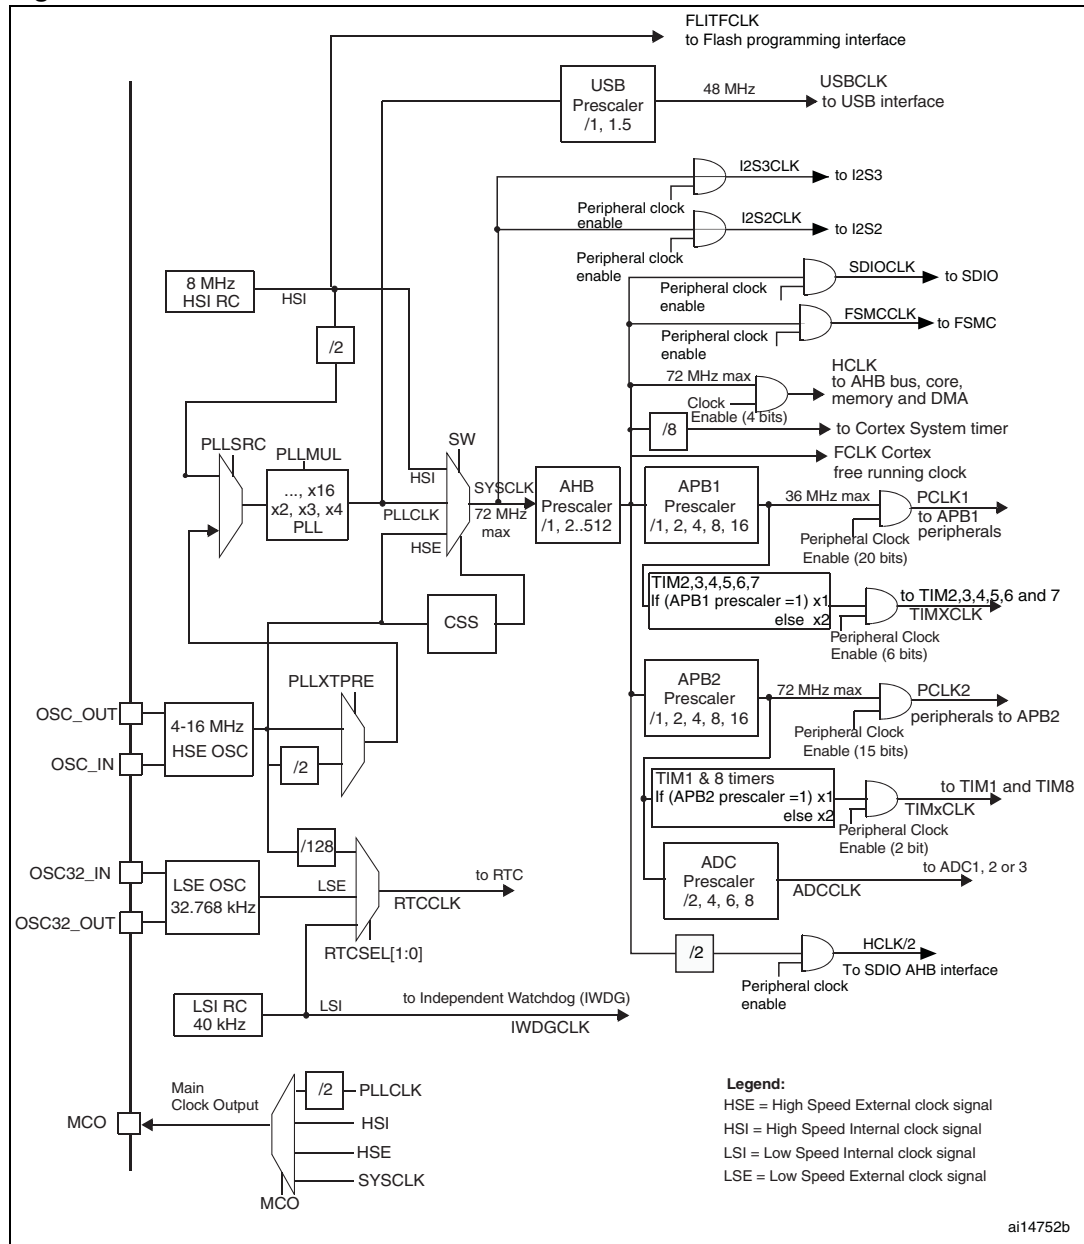 FLITFCLK
to Flash programming interface
USB
Prescaler
/1, 1.5
48 MHz
USBCLK
to USB interface
I2S3CLK
to I2S3
Peripheral clock
enable
I2S2CLK
to I2S2
Peripheral clock
enable
8 MHz
HSI RC
HSI
SDIOCLK
to SDIO
Peripheral clock
enable
FSMCCLK
to FSMC
Peripheral clock
enable
/2
HCLK
to AHB bus, core,
memory and DMA
72 MHz max
Clock
Enable (4 bits)
/8
to Cortex System timer
FCLK Cortex
free running clock
PLLSRC
PLLMUL
..., x16
x2, x3, x4
PLL
SW
HSI
PLLCLK
HSE
SYSCLK
72 MHz
max
AHB
Prescaler
/1, 2..512
APB1
Prescaler
/1, 2, 4, 8, 16
36 MHz max
PCLK1
to APB1
peripherals
Peripheral Clock
Enable (20 bits)
TIM2,3,4,5,6,7
If (APB1 prescaler =1) x1
else x2
to TIM2,3,4,5,6 and 7
TIMXCLK
Peripheral Clock
Enable (6 bits)
CSS
PLLXTPRE
OSC_OUT
OSC_IN
4-16 MHz
HSE OSC
/2
APB2
Prescaler
/1, 2, 4, 8, 16
72 MHz max
PCLK2
peripherals to APB2
Peripheral Clock
Enable (15 bits)
TIM1 & 8 timers
If (APB2 prescaler =1) x1
else x2
to TIM1 and TIM8
TIMxCLK
Peripheral Clock
Enable (2 bit)
/128
OSC32_IN
OSC32_OUT
LSE OSC
32.768 kHz
LSE
to RTC
RTCCLK
RTCSEL[1:0]
ADC
Prescaler
/2, 4, 6, 8
to ADC1, 2 or 3
ADCCLK
/2
HCLK/2
To SDIO AHB interface
Peripheral clock
enable
LSI RC
40 kHz
LSI
to Independent Watchdog (IWDG)
IWDGCLK
MCO
Main
Clock Output
/2
PLLCLK
HSI
HSE
SYSCLK
MCO
Legend:
HSE = High Speed External clock signal
HSI = High Speed Internal clock signal
LSI = Low Speed Internal clock signal
LSE = Low Speed External clock signal
ai14752b